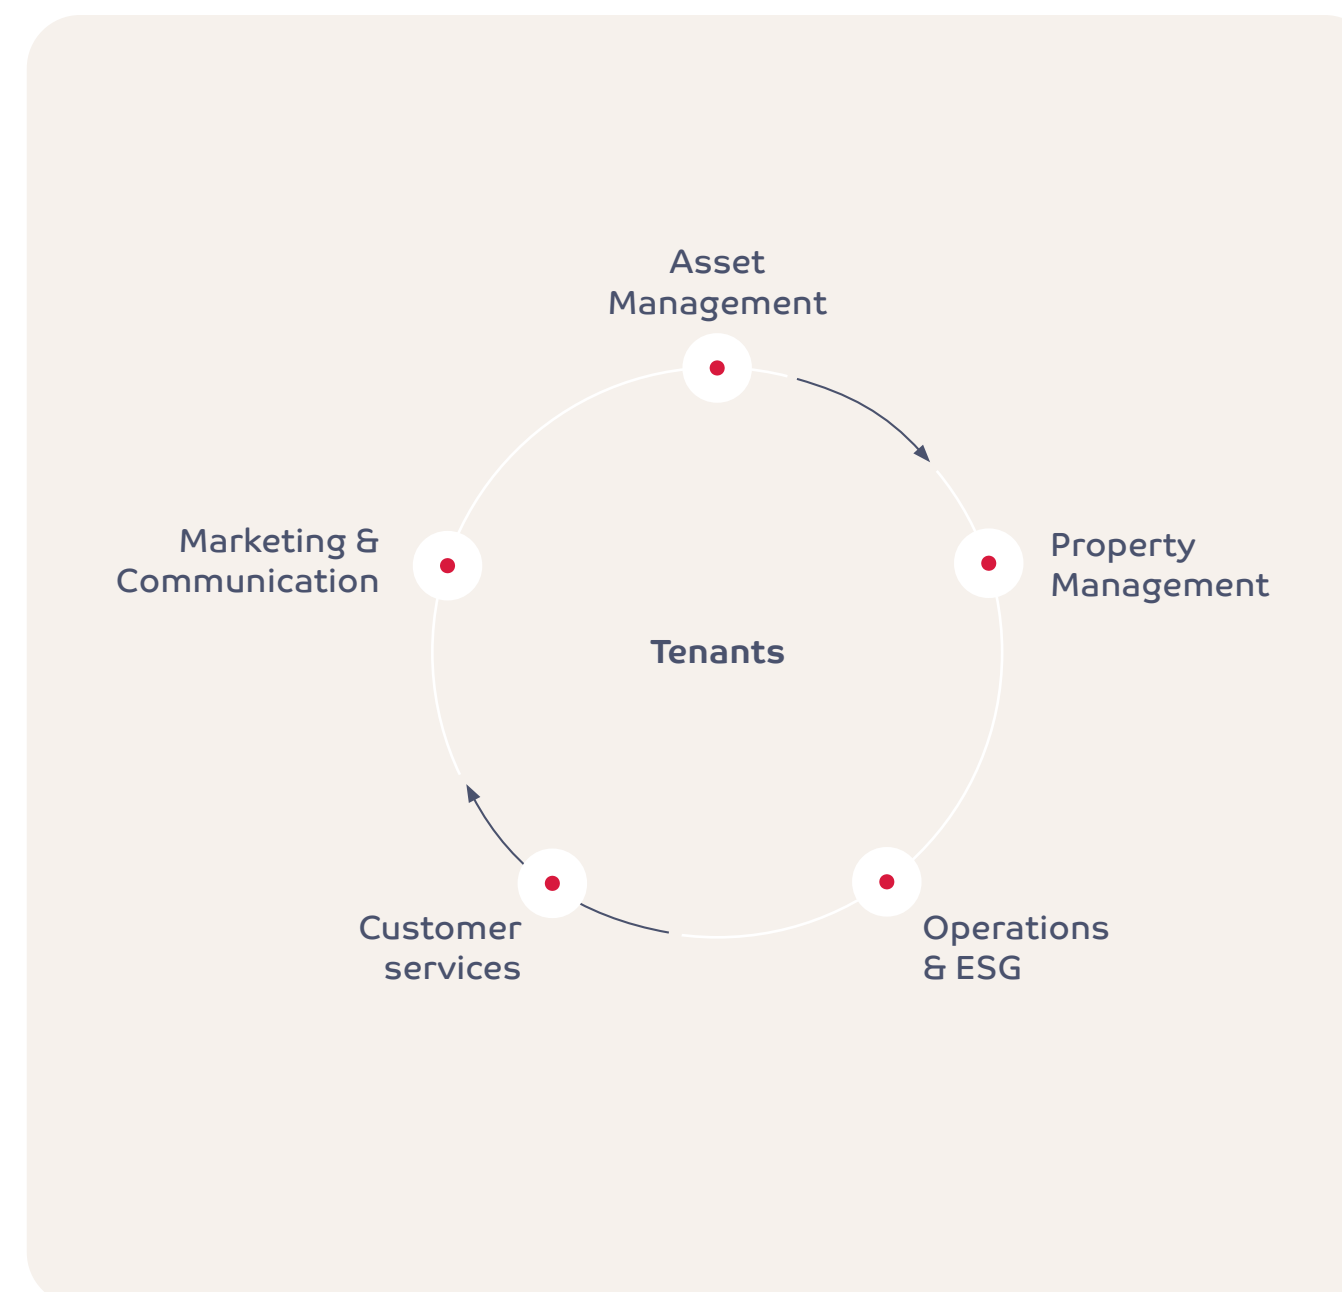 Asset
Management
Marketing &
Communication
Property
Management
Tenants
Customer
services
Operations
& ESG